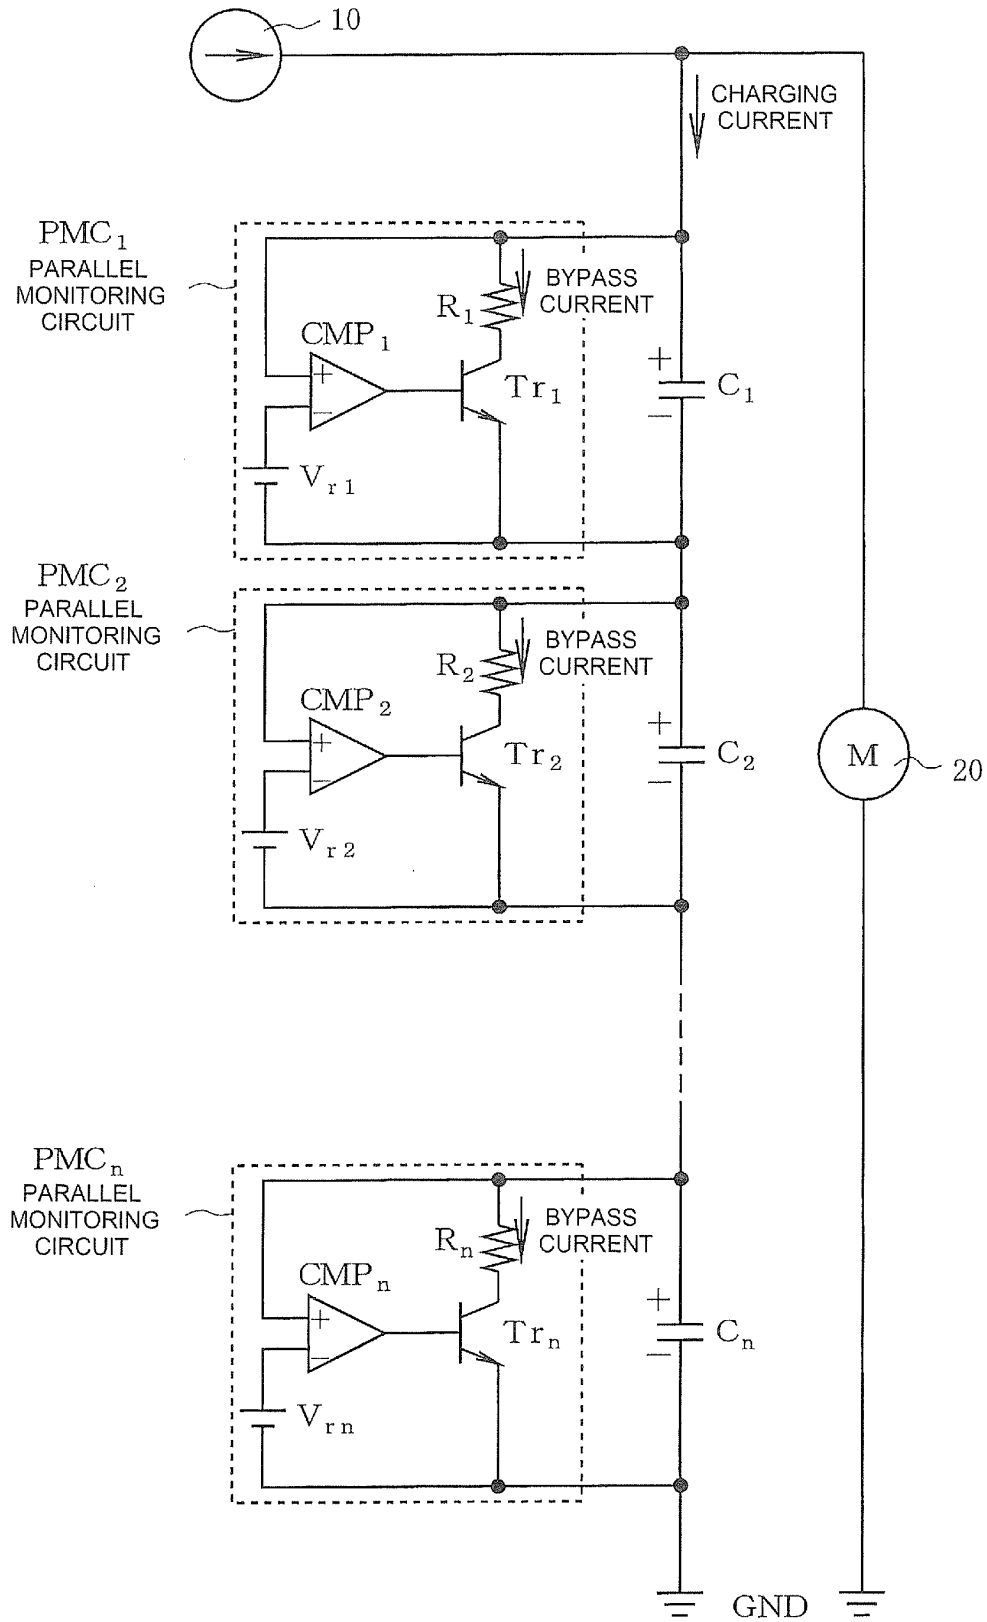 10
CHARGING
CURRENT
PMC1
PARALLEL
MONITORING
CIRCUIT
BYPASS
CURRENT
R1
CMP1
+
−
Tr1
+
−
C1
Vr1
PMC2
PARALLEL
MONITORING
CIRCUIT
BYPASS
CURRENT
R2
CMP2
+
−
Tr2
+
−
C2
Vr2
M
20
PMCn
PARALLEL
MONITORING
CIRCUIT
BYPASS
CURRENT
Rn
CMPn
+
−
Trn
+
−
Cn
Vrn
GND